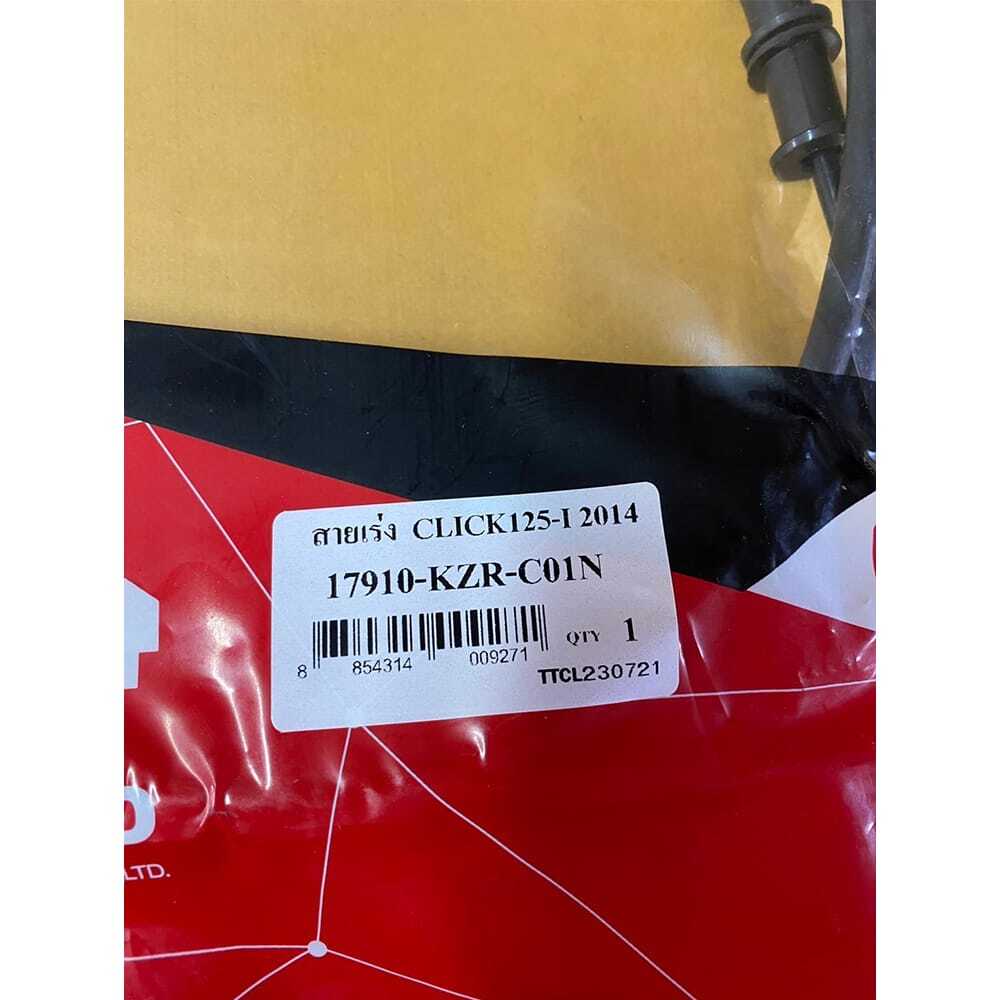 สายเร่ง CLICK125-I 2014
17910-KZR-C01N
QTY 1
8 854314 009271
TTCL230721
LTD.